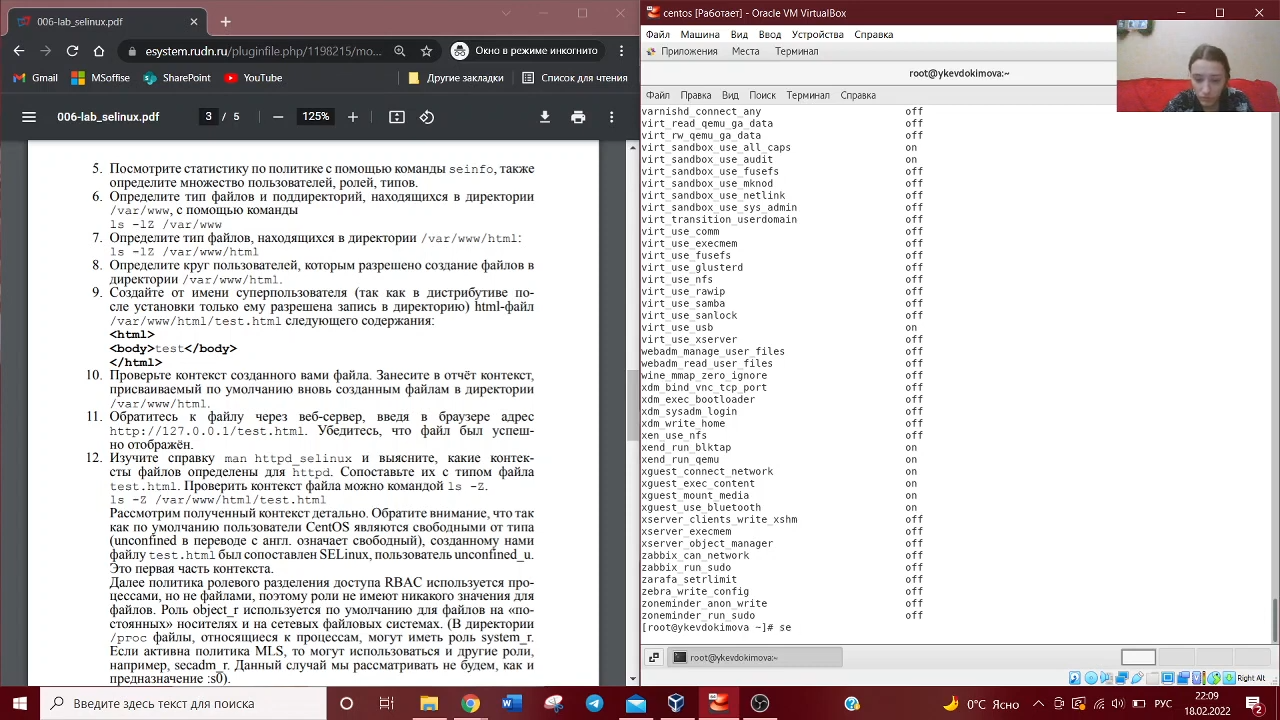 006-lab_selinux.pdf
esystem.rudn.ru/pluginfile.php/1198215/mo...
Окно в режиме инкогнито
Gmail
MSoffise
SharePoint
YouTube
Другие закладки
Список для чтения
006-lab_selinux.pdf
3 / 5
125%
5. Посмотрите статистику по политике с помощью команды seinfo, также
определите множество пользователей, ролей, типов.
6. Определите тип файлов и поддиректорий, находящихся в директории
/var/www, с помощью команды
ls -lZ /var/www
7. Определите тип файлов, находящихся в директории /var/www/html:
ls -lZ /var/www/html
8. Определите круг пользователей, которым разрешено создание файлов в
директории /var/www/html.
9. Создайте от имени суперпользователя (так как в дистрибутиве по-
сле установки только ему разрешена запись в директорию) html-файл
/var/www/html/test.html следующего содержания:
<html>
<body>test</body>
</html>
10. Проверьте контекст созданного вами файла. Занесите в отчёт контекст,
присваиваемый по умолчанию вновь созданным файлам в директории
/var/www/html.
11. Обратитесь к файлу через веб-сервер, введя в браузере адрес
http://127.0.0.1/test.html. Убедитесь, что файл был успеш-
но отображён.
12. Изучите справку man httpd_selinux и выясните, какие контек-
сты файлов определены для httpd. Сопоставьте их с типом файла
test.html. Проверить контекст файла можно командой ls -Z.
ls -Z /var/www/html/test.html
Рассмотрим полученный контекст детально. Обратите внимание, что так
как по умолчанию пользователи CentOS являются свободными от типа
(unconfined в переводе с англ. означает свободный), созданному нами
файлу test.html был сопоставлен SELinux, пользователь unconfined_u.
Это первая часть контекста.
Далее политика ролевого разделения доступа RBAC используется про-
цессами, но не файлами, поэтому роли не имеют никакого значения для
файлов. Роль object_r используется по умолчанию для файлов на «по-
стоянных» носителях и на сетевых файловых системах. (В директории
/proc файлы, относящиеся к процессам, могут иметь роль system_r.
Если активна политика MLS, то могут использоваться и другие роли,
например, secadm_r. Данный случай мы рассматривать не будем, как и
предназначение :s0).
centos [Работает] - Oracle VM VirtualBox
Файл Машина Вид Ввод Устройства Справка
Приложения Места Терминал
root@ykevdokimova:~
Файл Правка Вид Поиск Терминал Справка
varnishd_connect_any off
virt_read_qemu_ga_data off
virt_rw_qemu_ga_data off
virt_sandbox_use_all_caps on
virt_sandbox_use_audit on
virt_sandbox_use_fusefs off
virt_sandbox_use_mknod off
virt_sandbox_use_netlink off
virt_sandbox_use_sys_admin off
virt_transition_userdomain off
virt_use_comm off
virt_use_execmem off
virt_use_fusefs off
virt_use_glusterd off
virt_use_nfs off
virt_use_rawip off
virt_use_samba off
virt_use_sanlock off
virt_use_usb on
virt_use_xserver off
webadm_manage_user_files off
webadm_read_user_files off
wine_mmap_zero_ignore off
xdm_bind_vnc_tcp_port off
xdm_exec_bootloader off
xdm_sysadm_login off
xdm_write_home off
xen_use_nfs off
xend_run_blktap on
xend_run_qemu on
xguest_connect_network on
xguest_exec_content on
xguest_mount_media on
xguest_use_bluetooth on
xserver_clients_write_xshm off
xserver_execmem off
xserver_object_manager off
zabbix_can_network off
zabbix_run_sudo off
zarafa_setrlimit off
zebra_write_config off
zoneminder_anon_write off
zoneminder_run_sudo off
[root@ykevdokimova ~]# se
root@ykevdokimova:~
Right Alt
Введите здесь текст для поиска
0°C Ясно
РУС
22:09
18.02.2022
2